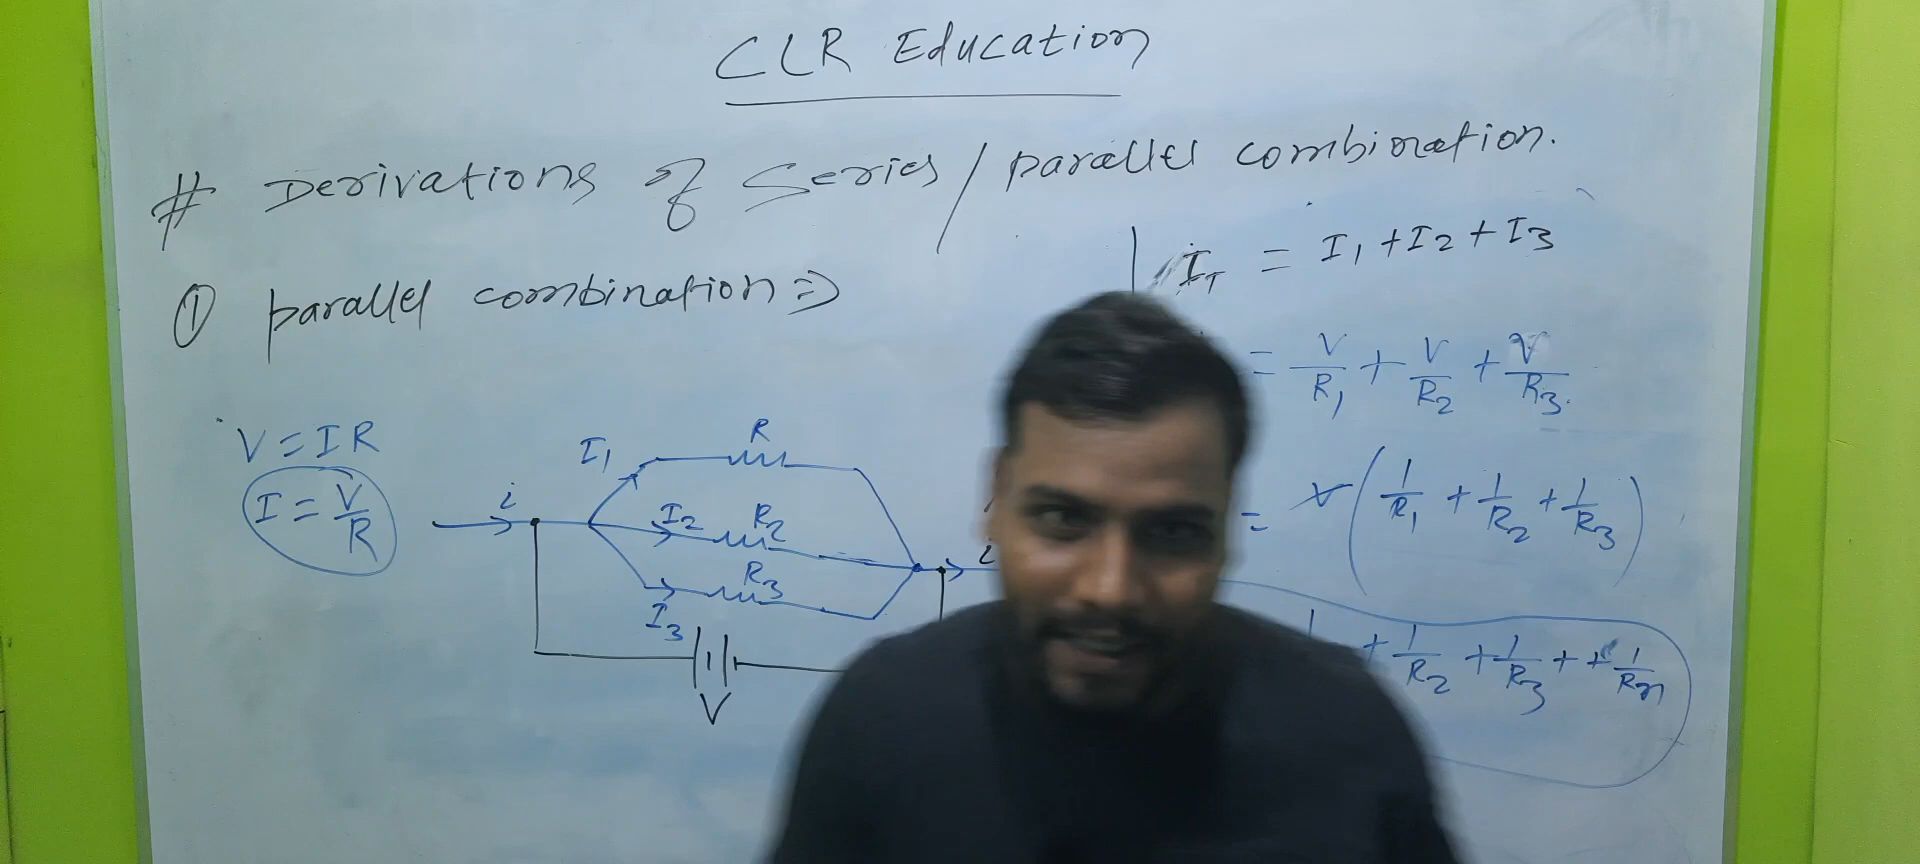 CLR Education
# Derivations of Series / parallel combination.
① parallel combination ⇒
V = IR
I = V/R
i
I₁
R
I₂
R₂
R₃
I₃
i
V
I_T = I₁ + I₂ + I₃
= V/R₁ + V/R₂ + V/R₃.
= V (1/R₁ + 1/R₂ + 1/R₃)
+ 1/R₂ + 1/R₃ + + 1/Rn